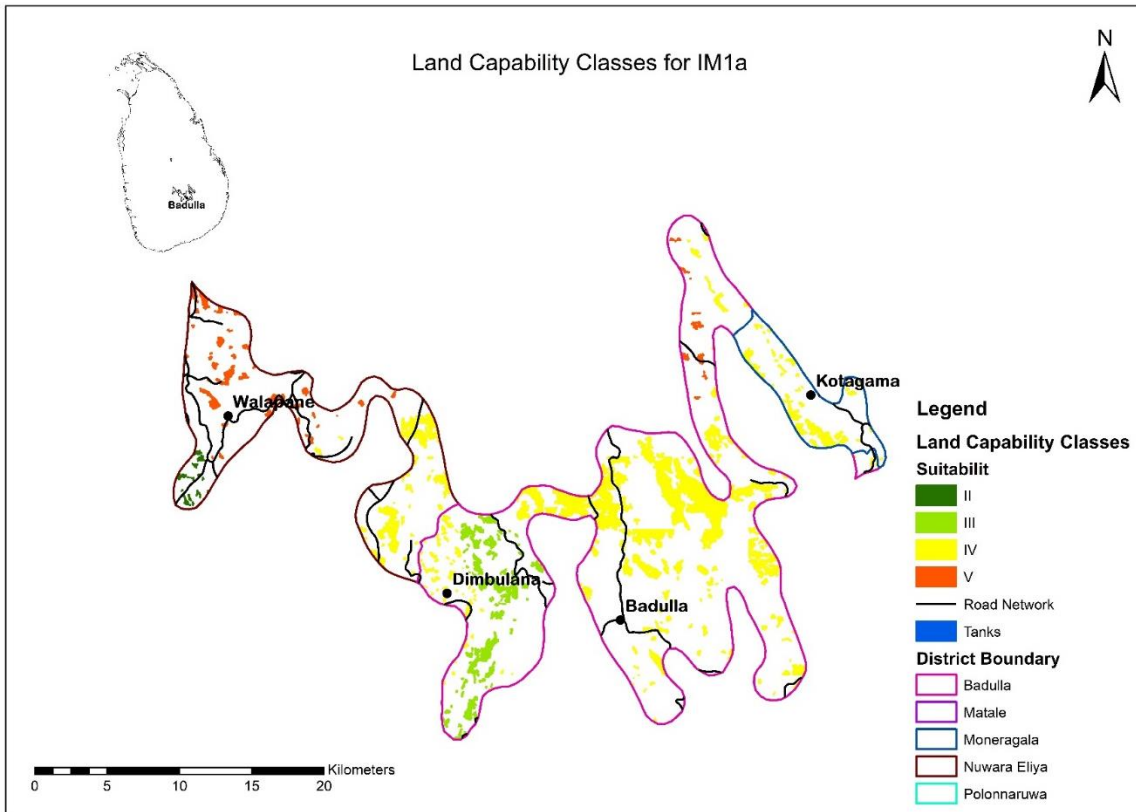 Land Capability Classes for IM1a
N
Badulla
Walapane
Kotagama
Dimbulana
Badulla
Legend
Land Capability Classes
Suitabilit
II
III
IV
V
Road Network
Tanks
District Boundary
Badulla
Matale
Moneragala
Nuwara Eliya
Polonnaruwa
Kilometers
0 5 10 15 20